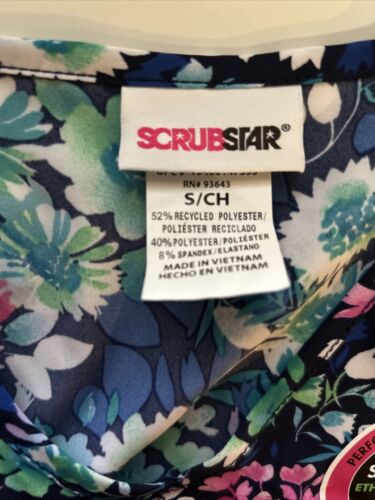 SCRUBSTAR®
RN# 93643
S/CH
52% RECYCLED POLYESTER/
POLIÉSTER RECICLADO
40% POLYESTER/POLIÉSTER
8% SPANDEX/ELASTANO
MADE IN VIETNAM
HECHO EN VIETNAM